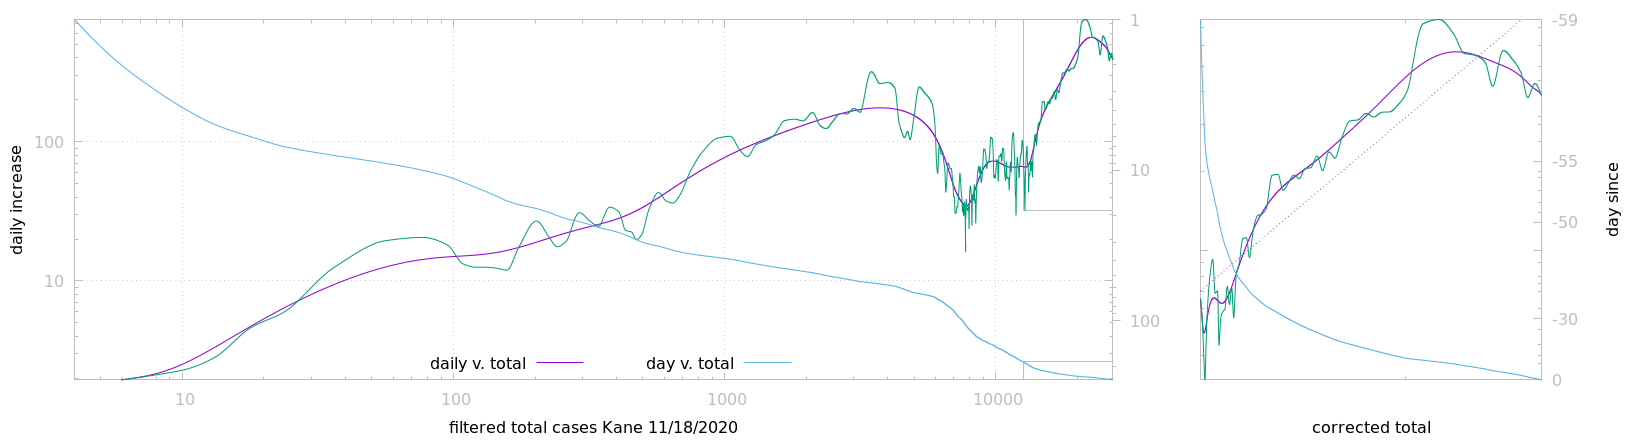 daily increase
100
10
daily v. total
day v. total
10
100
1000
10000
filtered total cases Kane 11/18/2020
1
10
100
-59
-55
-50
-30
0
day since
corrected total